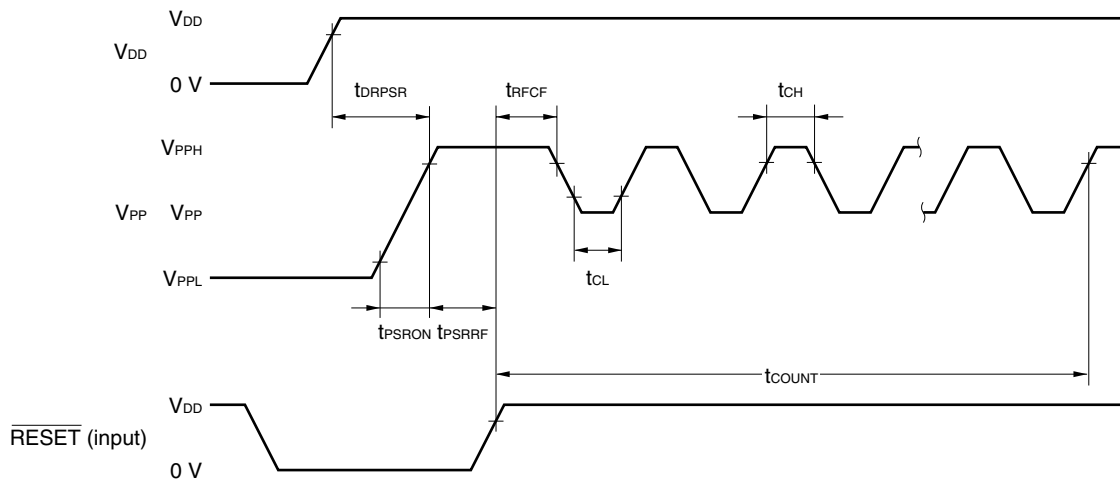 VDD
VDD
0 V
tDRPSR
tRFCF
tCH
VPPH
VPP VPP
tCL
VPPL
tPSRON tPSRRF
tCOUNT
VDD
RESET (input)
0 V